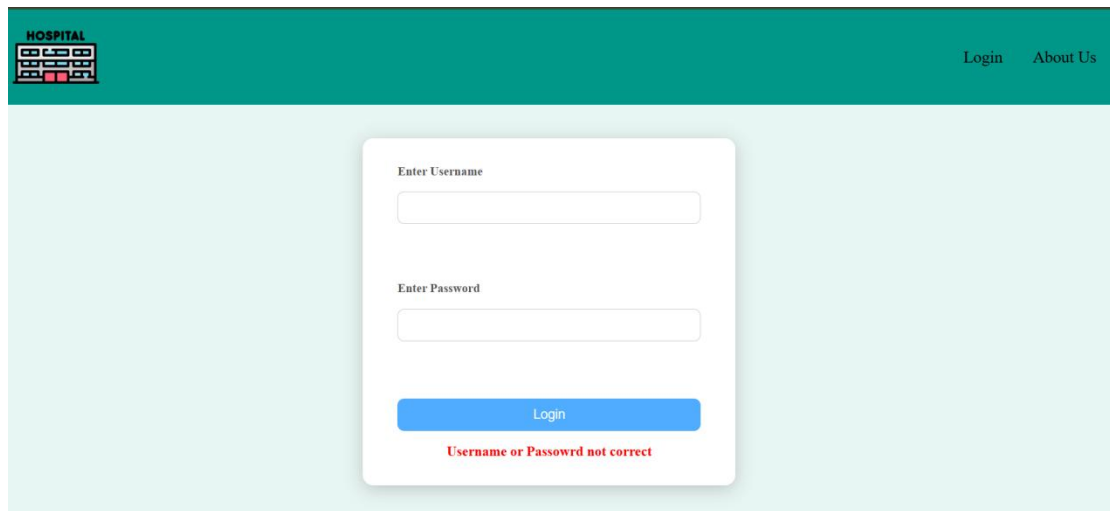 HOSPITAL
Login
About Us
Enter Username
Enter Password
Login
Username or Passowrd not correct